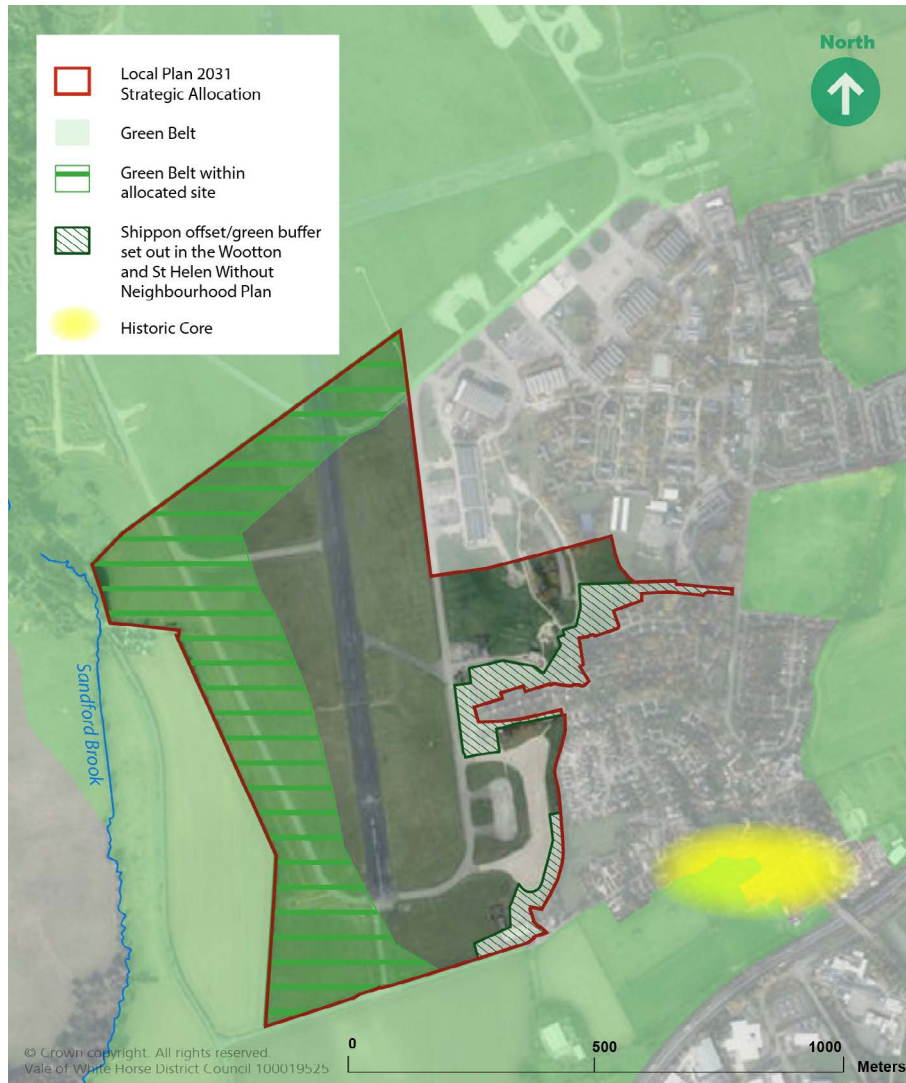 North
Local Plan 2031
Strategic Allocation
Green Belt
Green Belt within
allocated site
Shippon offset/green buffer
set out in the Wootton
and St Helen Without
Neighbourhood Plan
Historic Core
Sandford Brook
© Crown copyright. All rights reserved.
Vale of White Horse District Council 100019525
0 500 1000
Meters